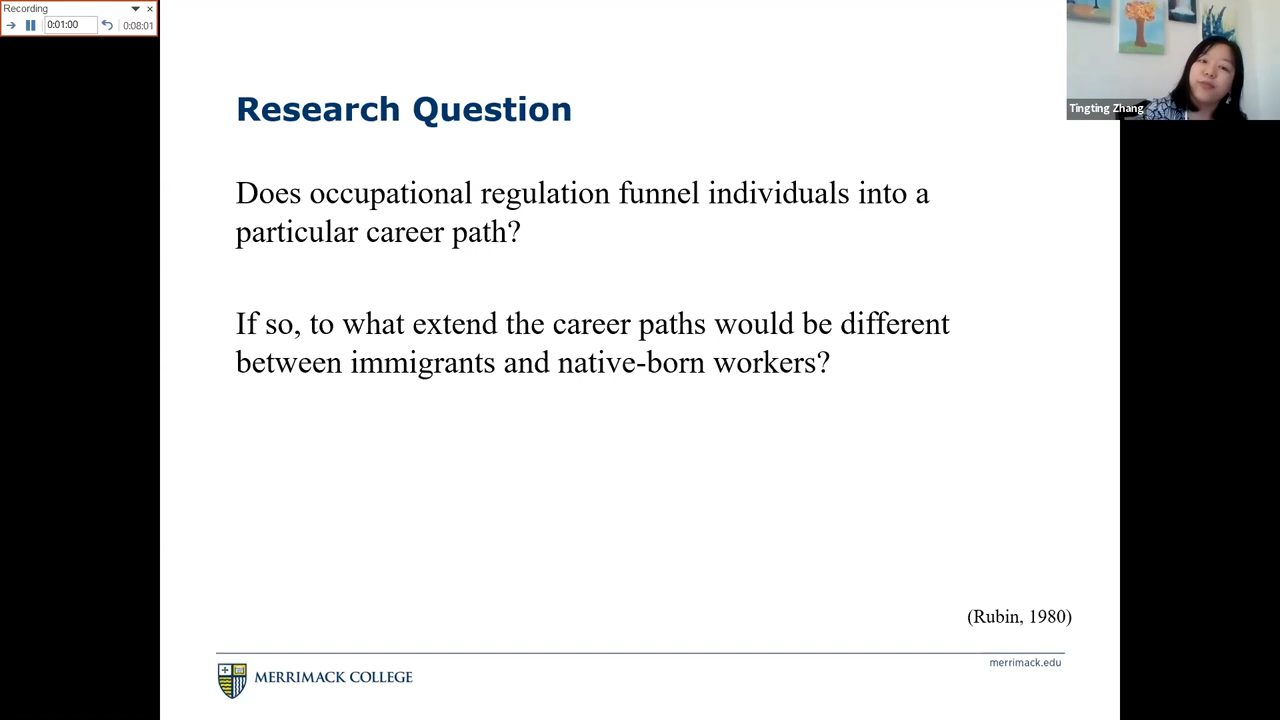 Recording
0:01:00
0:08:01
Tingting Zhang
Research Question
Does occupational regulation funnel individuals into a
particular career path?
If so, to what extend the career paths would be different
between immigrants and native-born workers?
(Rubin, 1980)
merrimack.edu
MERRIMACK COLLEGE